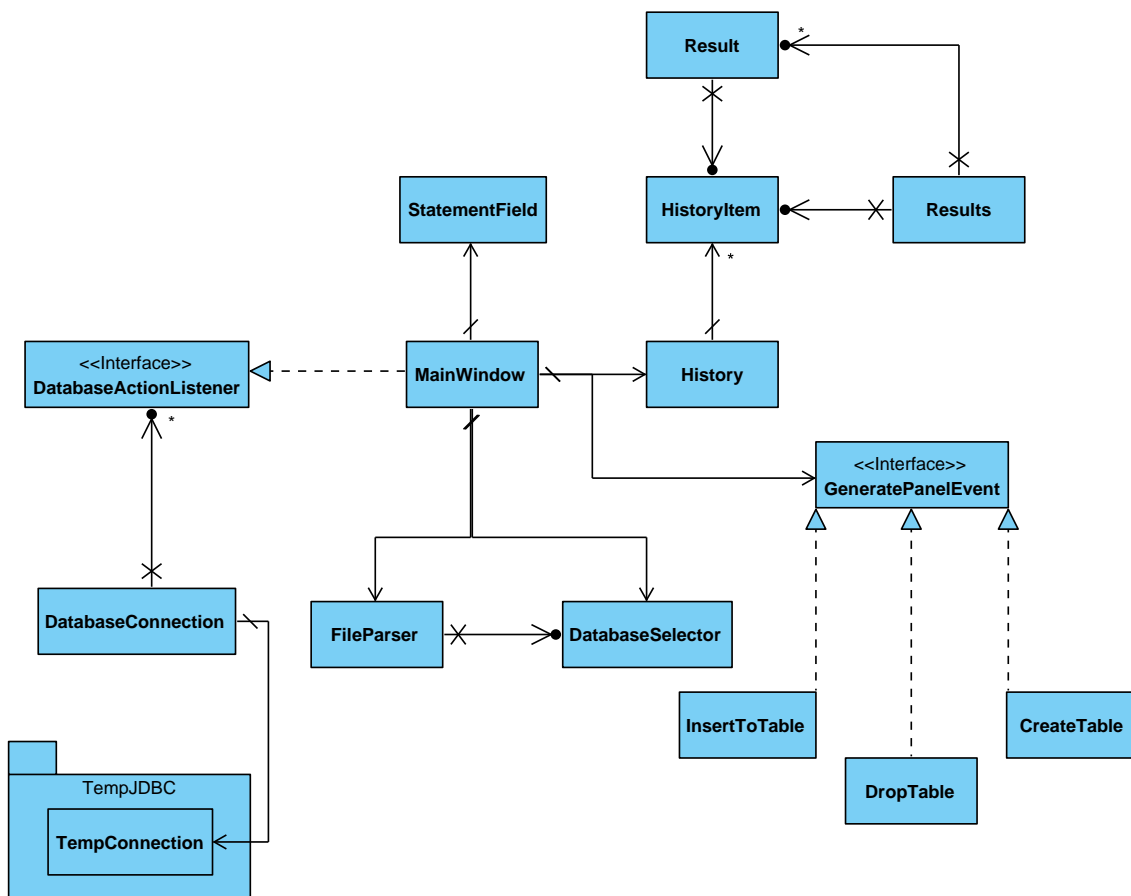 Result
*
StatementField
HistoryItem
Results
*
<<Interface>>
DatabaseActionListener
MainWindow
History
*
<<Interface>>
GeneratePanelEvent
DatabaseConnection
FileParser
DatabaseSelector
InsertToTable
CreateTable
DropTable
TempJDBC
TempConnection